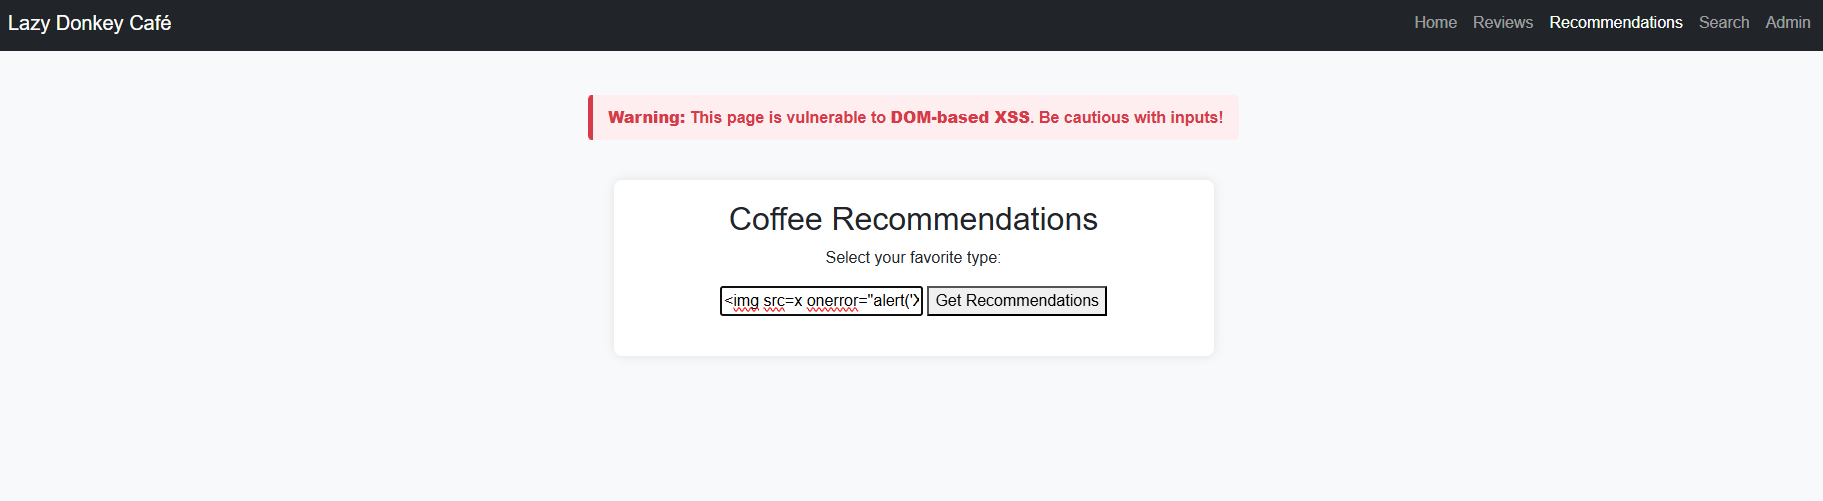 Lazy Donkey Café
Home Reviews Recommendations Search Admin
Warning: This page is vulnerable to DOM-based XSS. Be cautious with inputs!
Coffee Recommendations
Select your favorite type:
<img src=x onerror="alert('X Get Recommendations